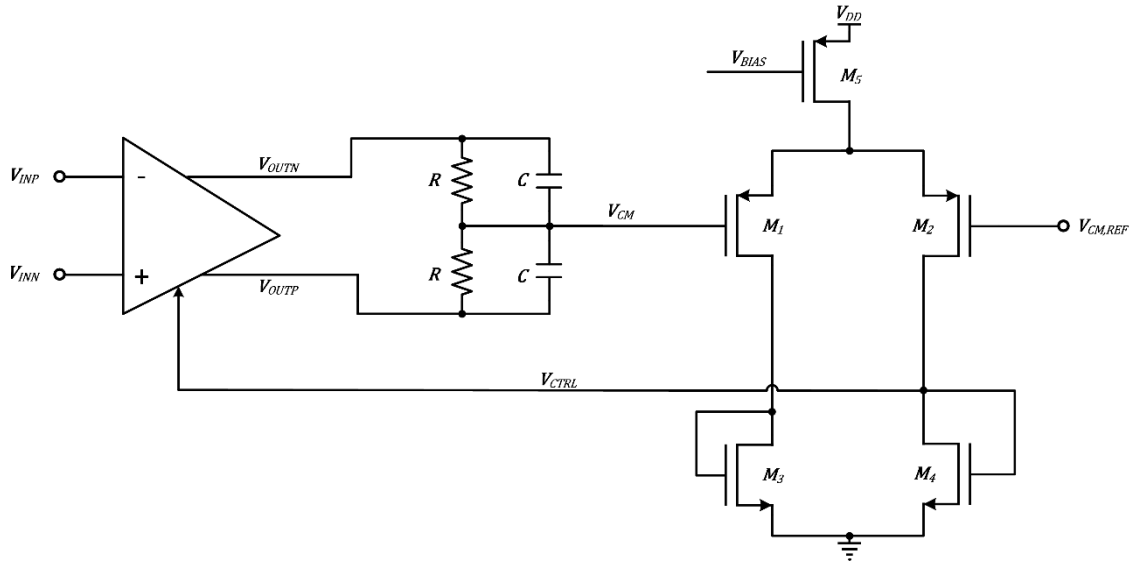 V_DD
V_BIAS
M_5
V_INP
-
V_OUTN
R
C
V_CM
M_1
M_2
V_CM,REF
V_INN
+
V_OUTP
R
C
V_CTRL
M_3
M_4